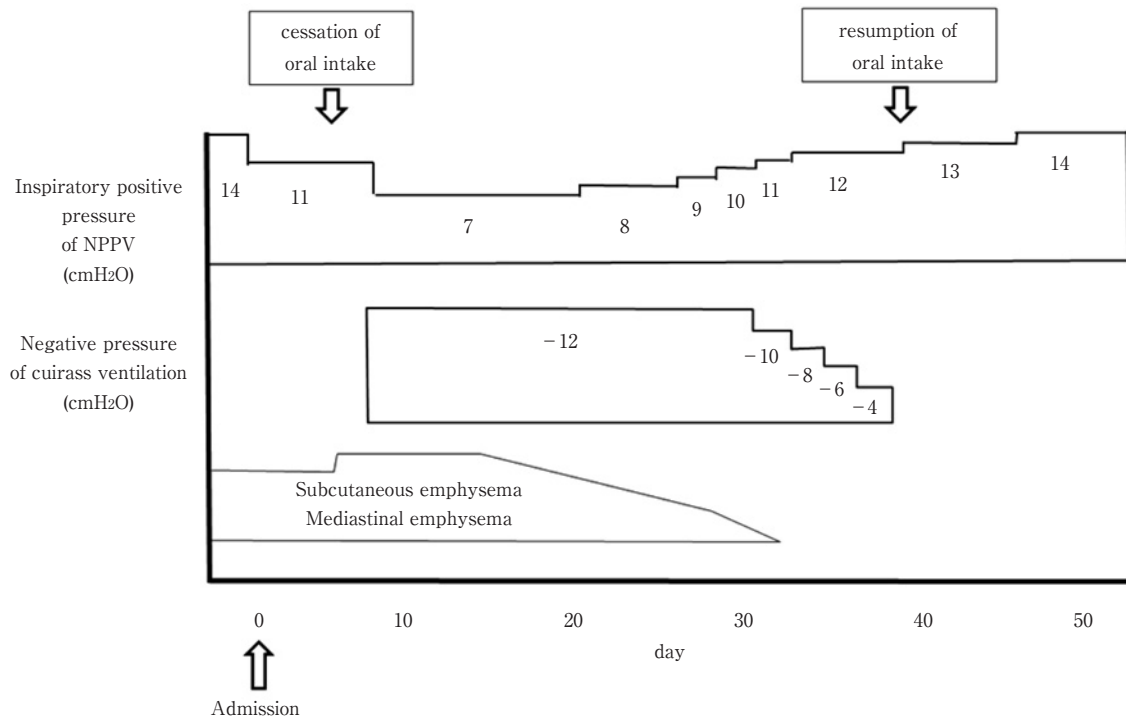 cessation of
oral intake
resumption of
oral intake
Inspiratory positive
pressure
of NPPV
(cmH2O)
14
11
7
8
9
10
11
12
13
14
Negative pressure
of cuirass ventilation
(cmH2O)
−12
−10
−8
−6
−4
Subcutaneous emphysema
Mediastinal emphysema
0
10
20
30
40
50
day
Admission